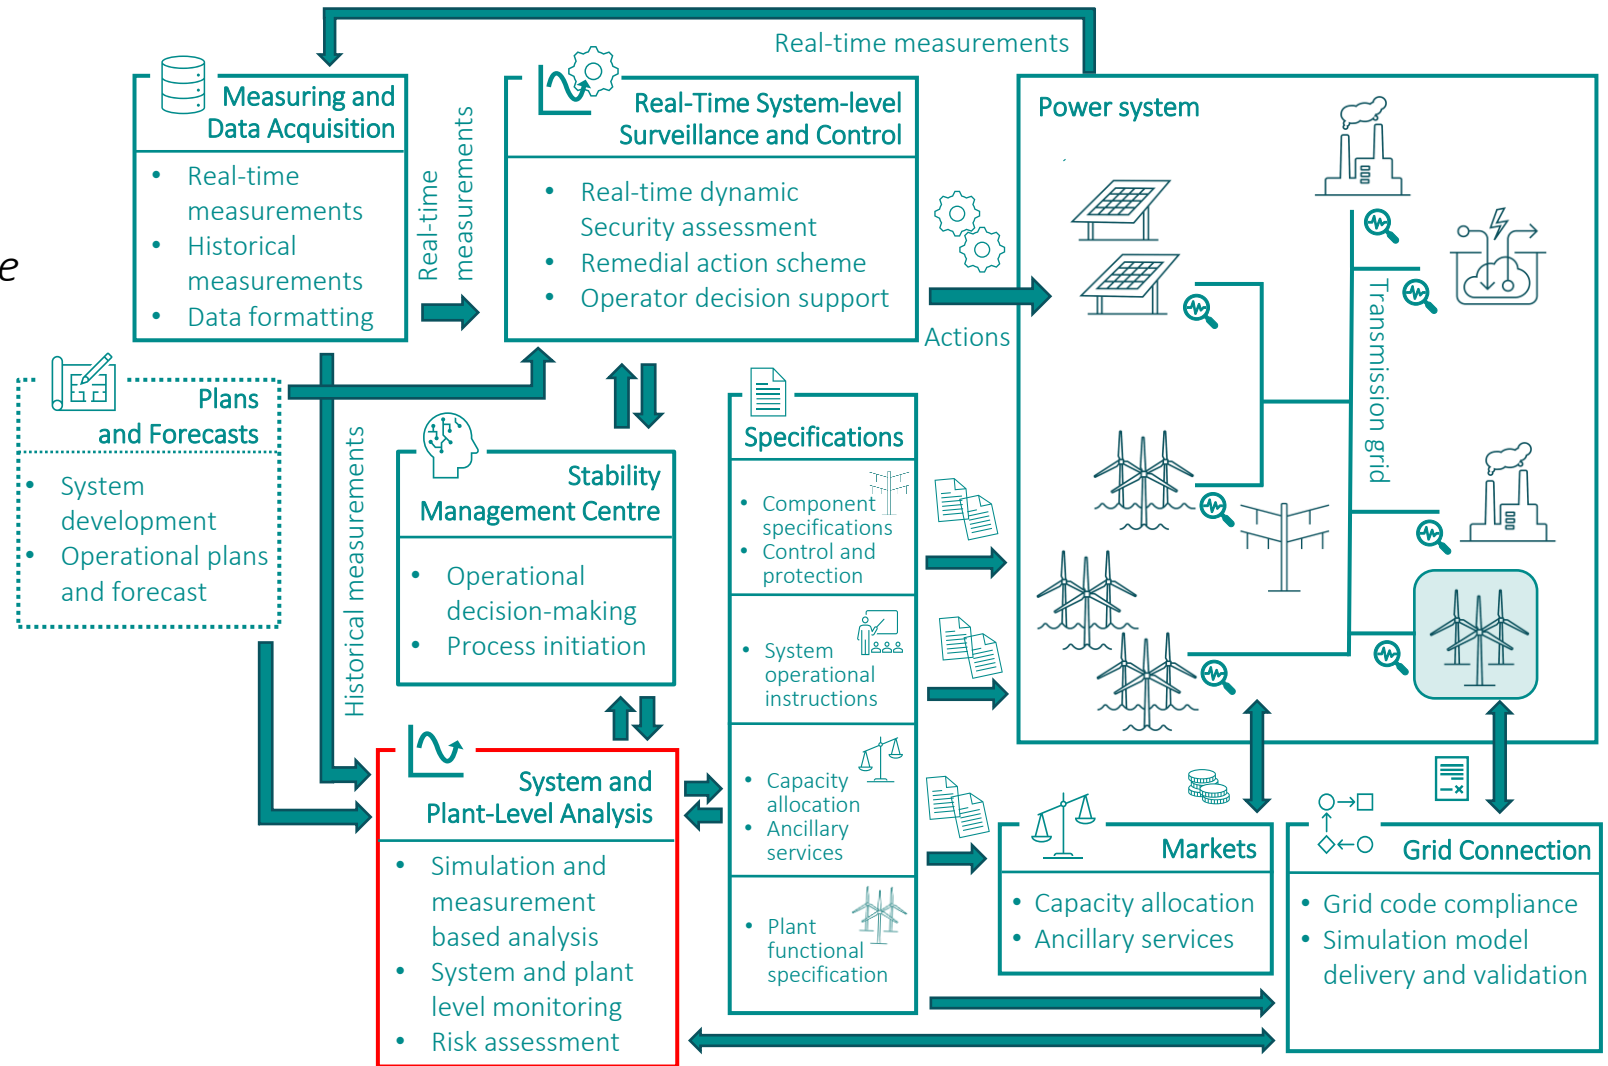 Real-time measurements
Measuring and
Data Acquisition
• Real-time
measurements
• Historical
measurements
• Data formatting
Real-time
measurements
Real-Time System-level
Surveillance and Control
• Real-time dynamic
Security assessment
• Remedial action scheme
• Operator decision support
Actions
Power system
Transmission grid
e
Plans
and Forecasts
• System
development
• Operational plans
and forecast
Historical measurements
Stability
Management Centre
• Operational
decision-making
• Process initiation
Specifications
• Component
specifications
• Control and
protection
• System
operational
instructions
• Capacity
allocation
• Ancillary
services
• Plant
functional
specification
System and
Plant-Level Analysis
• Simulation and
measurement
based analysis
• System and plant
level monitoring
• Risk assessment
Markets
• Capacity allocation
• Ancillary services
Grid Connection
• Grid code compliance
• Simulation model
delivery and validation